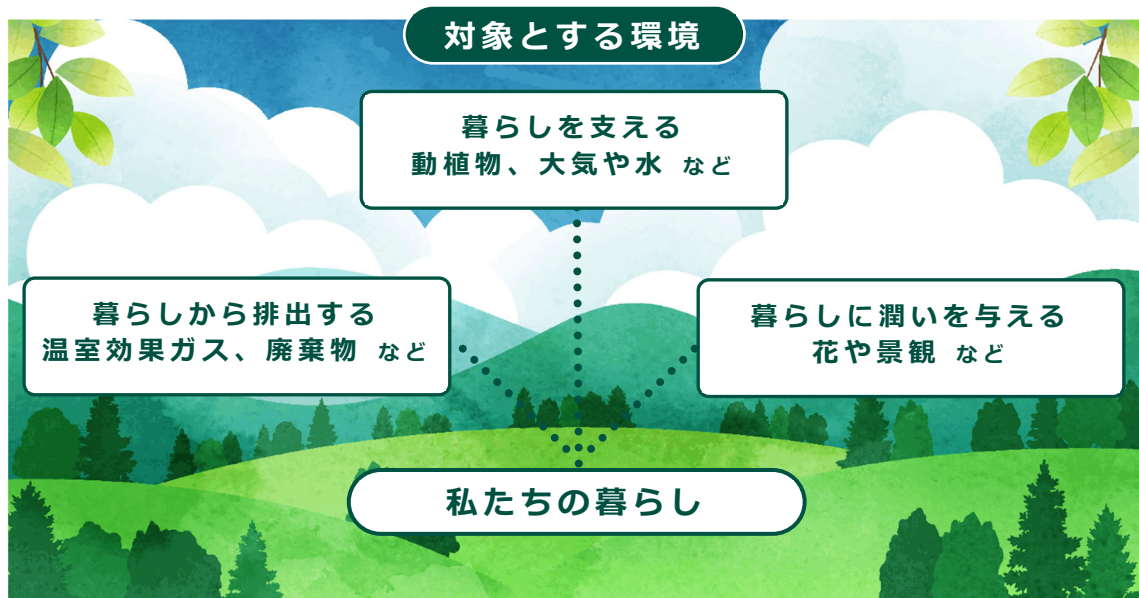 対象とする環境
暮らしを支える
動植物、大気や水 など
暮らしから排出する
温室効果ガス、廃棄物 など
暮らしに潤いを与える
花や景観 など
私たちの暮らし